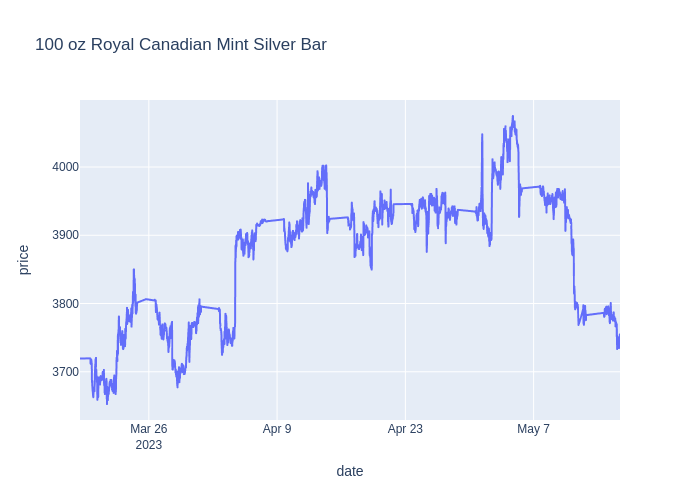 100 oz Royal Canadian Mint Silver Bar
price
4000
3900
3800
3700
Mar 26
2023
Apr 9
Apr 23
May 7
date